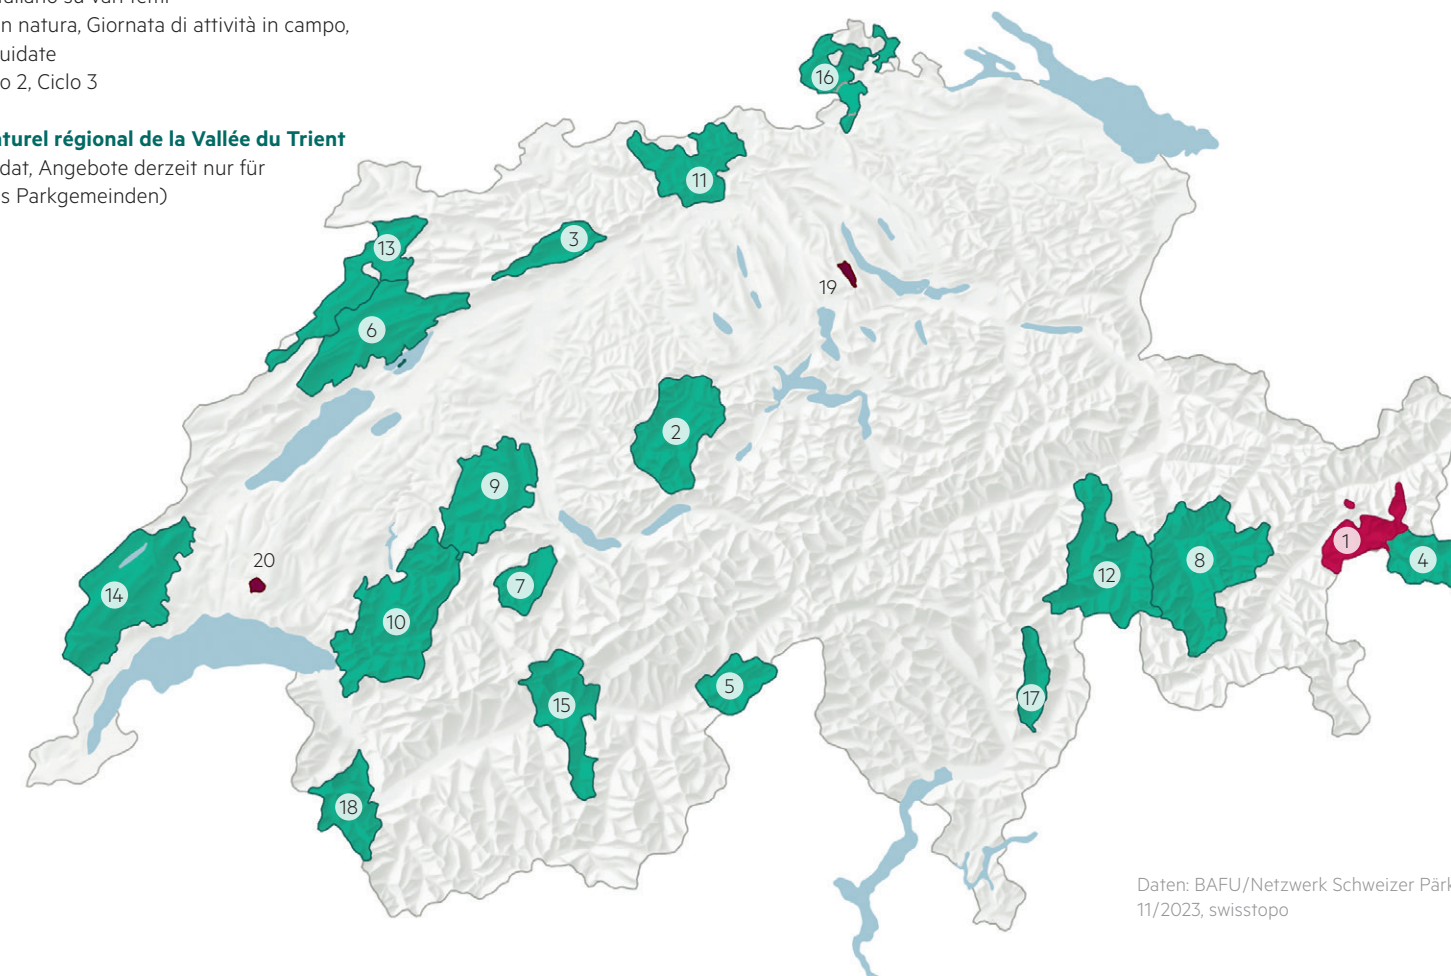 n natura, Giornata di attività in campo,
uidate
o 2, Ciclo 3
aturel régional de la Vallée du Trient
dat, Angebote derzeit nur für
s Parkgemeinden)
16
11
3
13
19
6
2
9
1
4
20
12
8
7
14
10
5
17
15
18
Daten: BAFU/Netzwerk Schweizer Pärk
11/2023, swisstopo